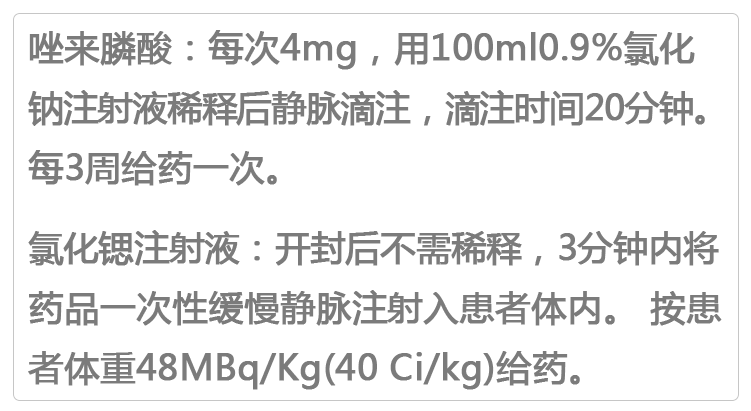 唑来膦酸：每次4mg，用100ml0.9%氯化
钠注射液稀释后静脉滴注，滴注时间20分钟。
每3周给药一次。
氯化锶注射液：开封后不需稀释，3分钟内将
药品一次性缓慢静脉注射入患者体内。 按患
者体重48MBq/Kg(40 Ci/kg)给药。